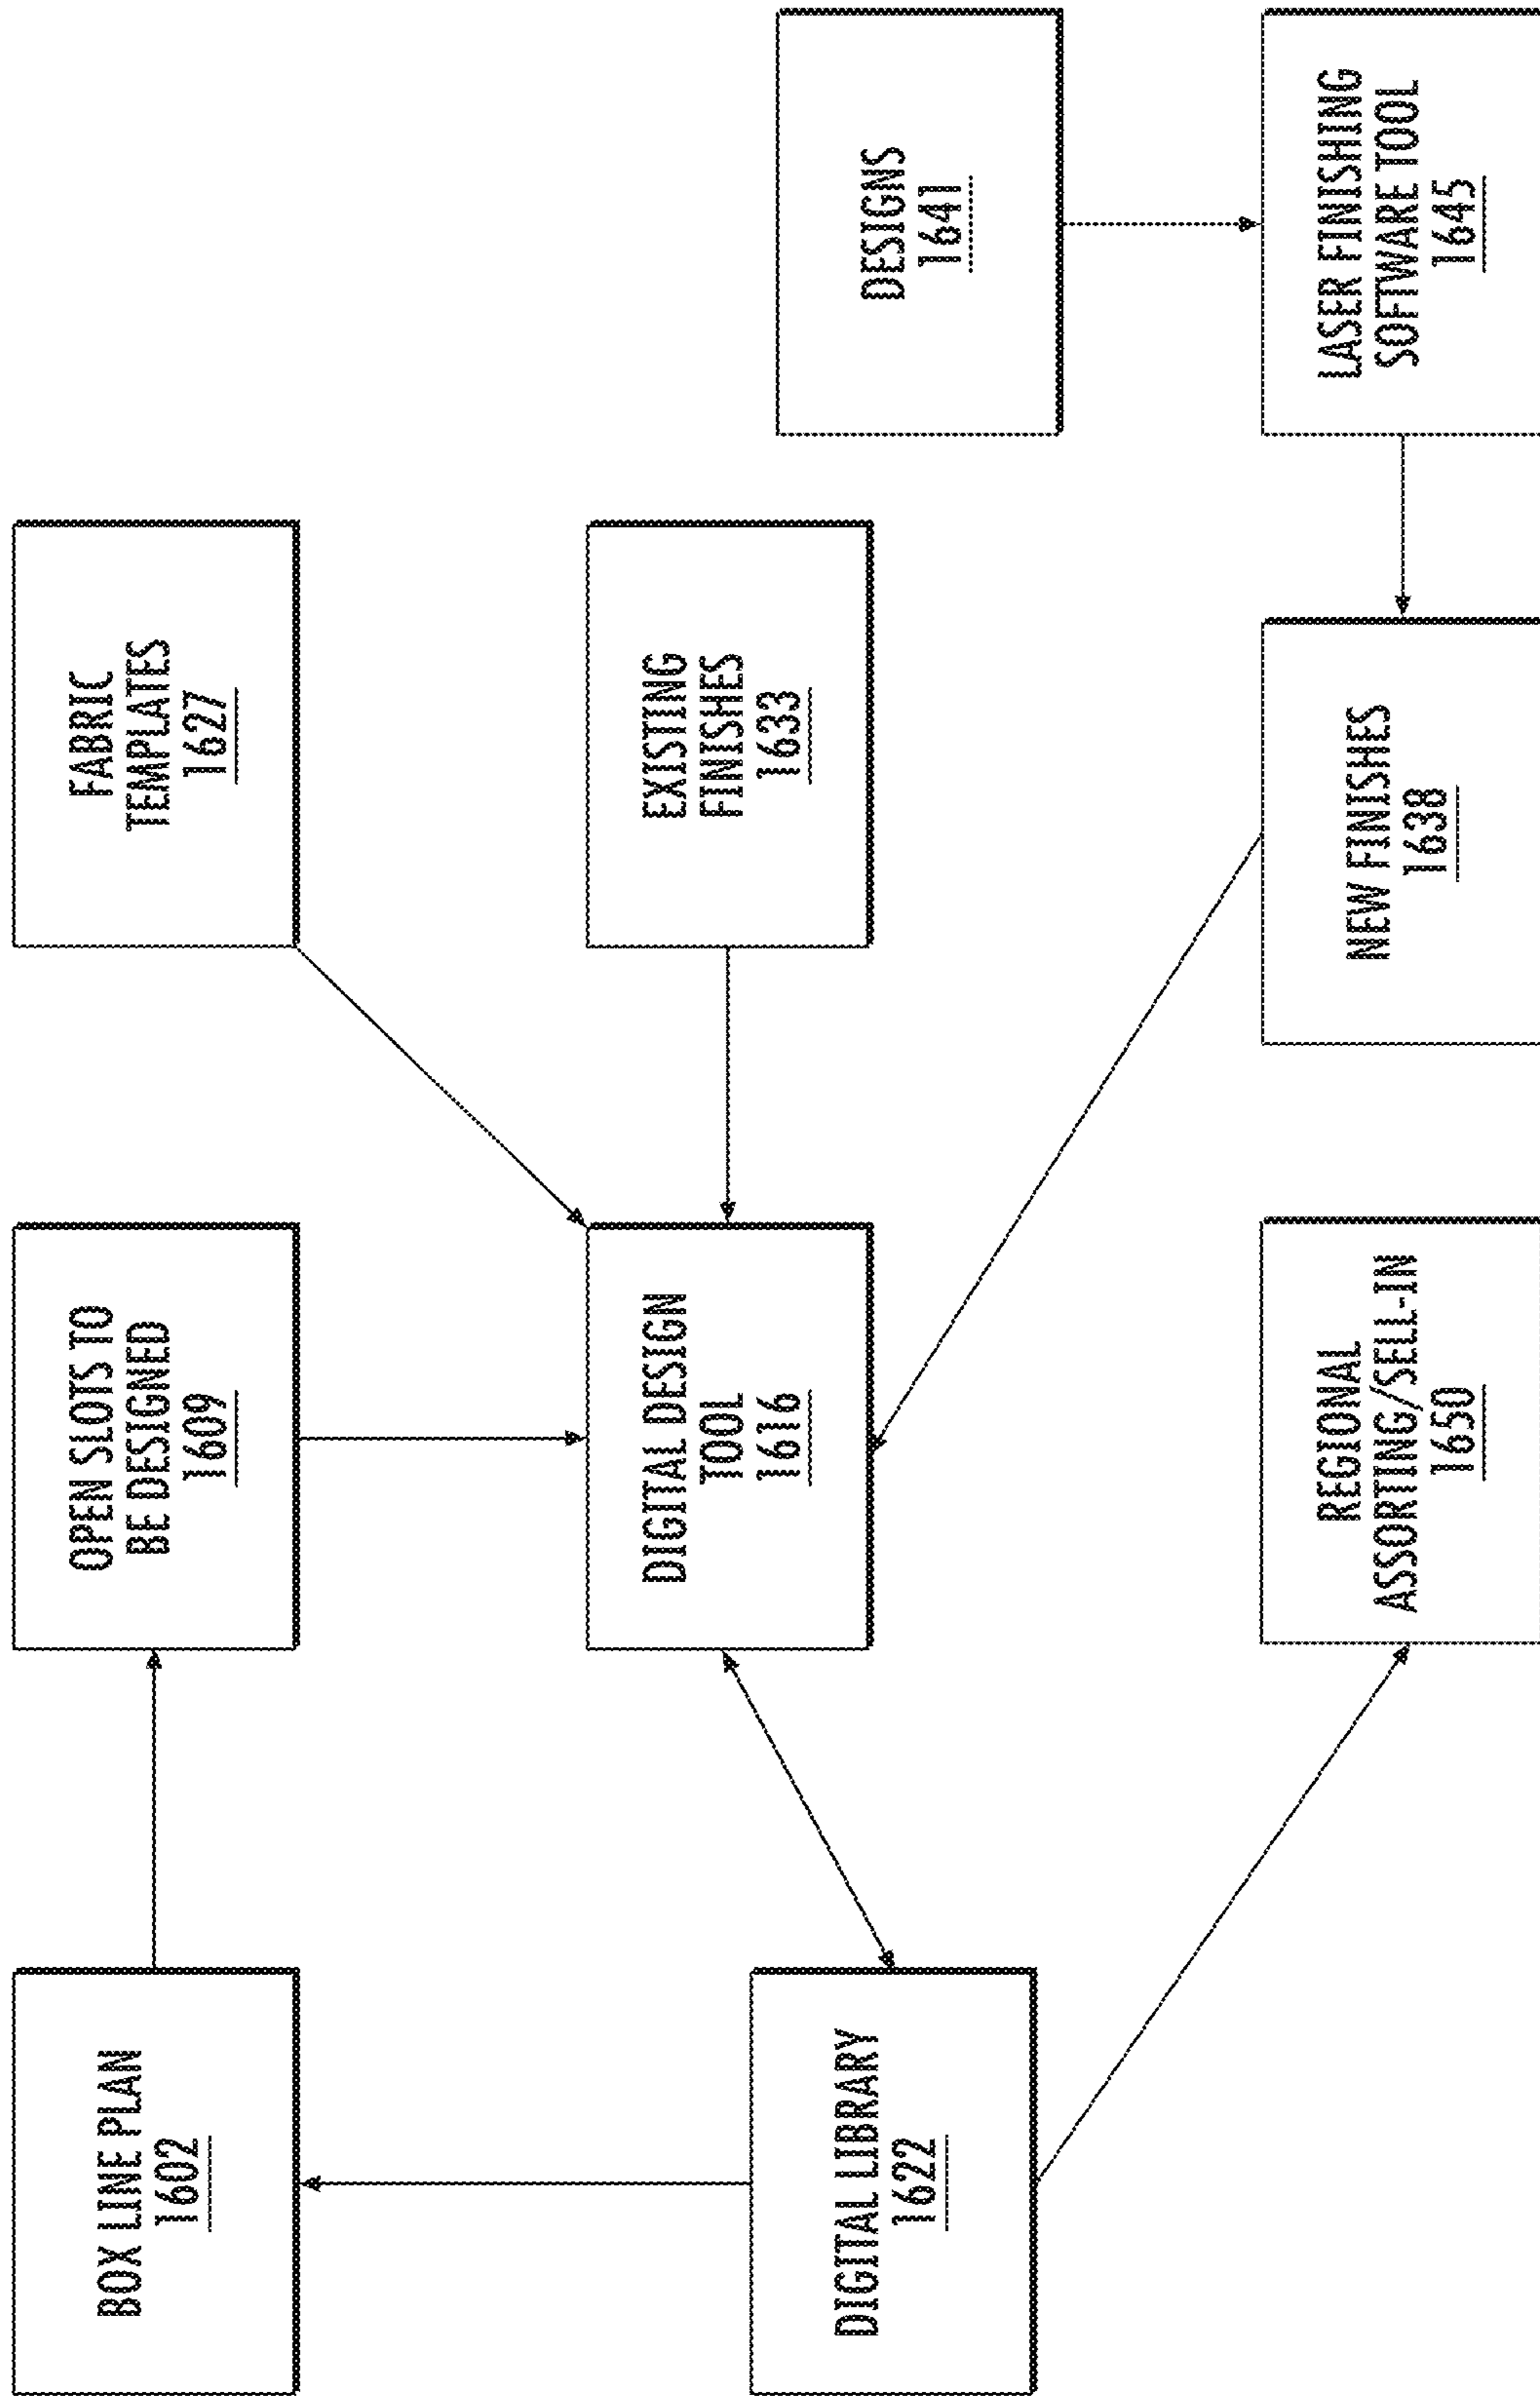 BOX LINE PLAN
1602
OPEN SLOTS TO
BE DESIGNED
1609
FABRIC
TEMPLATES
1627
DIGITAL DESIGN
TOOL
1616
EXISTING
FINISHES
1633
DIGITAL LIBRARY
1622
DESIGNS
1641
REGIONAL
ASSORTING/SELL-IN
1650
NEW FINISHES
1638
LASER FINISHING
SOFTWARE TOOL
1645